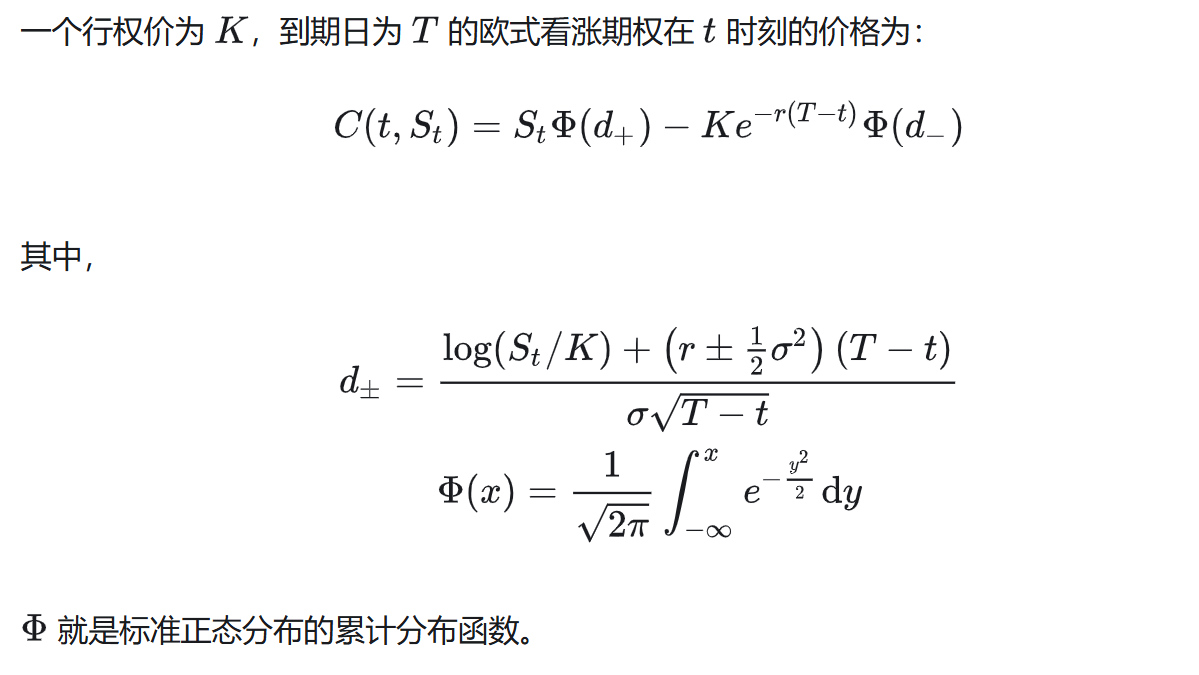 一个行权价为 $K$，到期日为 $T$ 的欧式看涨期权在 $t$ 时刻的价格为：
$C(t, S_t) = S_t \Phi(d_+) - K e^{-r(T-t)} \Phi(d_-)$
其中，
$d_\pm = \frac{\log(S_t/K) + \left(r \pm \frac{1}{2}\sigma^2\right)(T-t)}{\sigma\sqrt{T-t}}$
$\Phi(x) = \frac{1}{\sqrt{2\pi}} \int_{-\infty}^{x} e^{-\frac{y^2}{2}} \mathrm{d}y$
$\Phi$ 就是标准正态分布的累计分布函数。